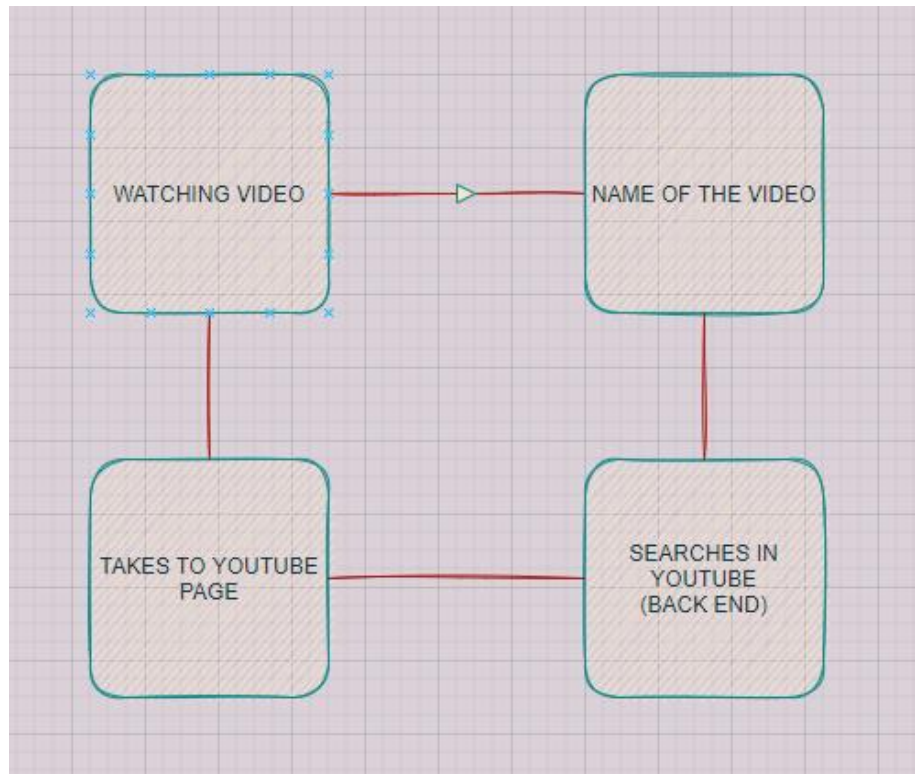 WATCHING VIDEO
NAME OF THE VIDEO
TAKES TO YOUTUBE
PAGE
SEARCHES IN
YOUTUBE
(BACK END)